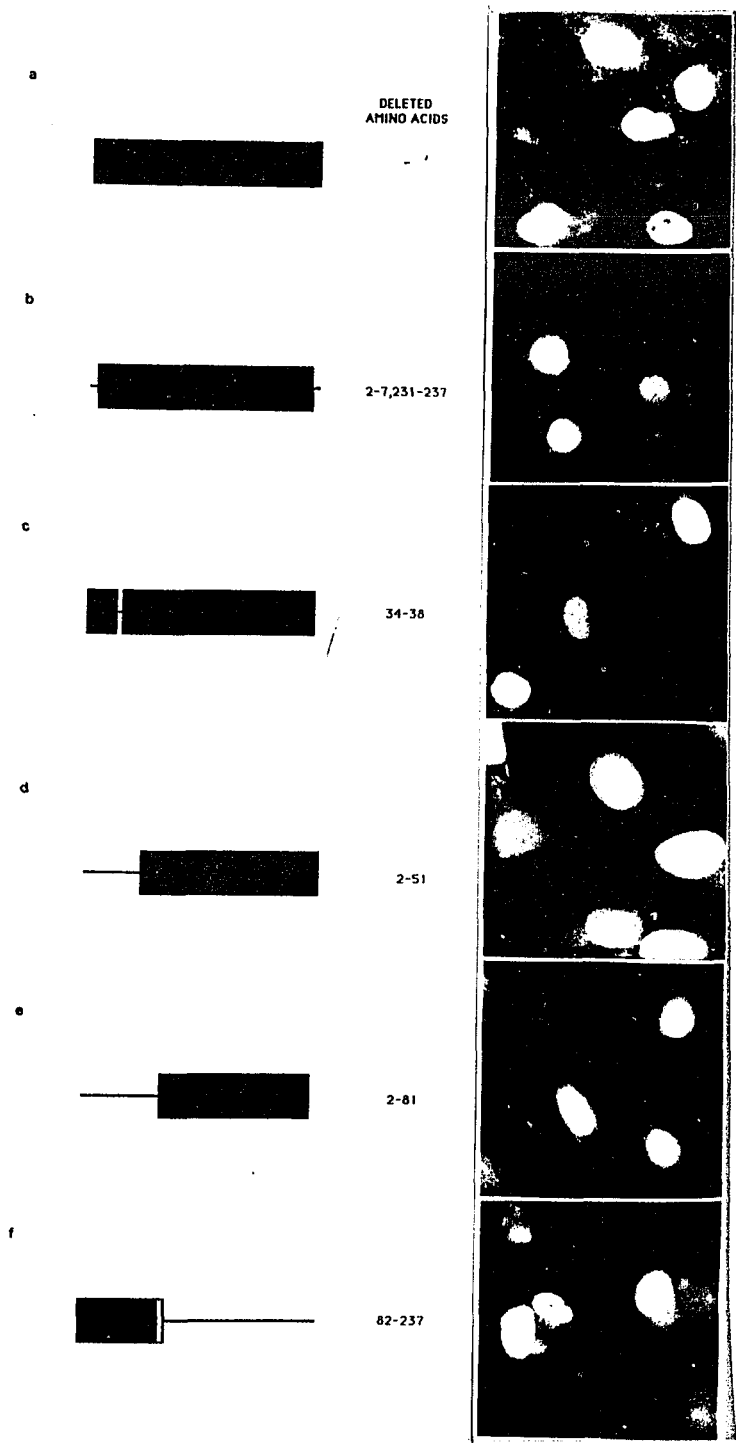 a
DELETED
AMINO ACIDS
-
b
2-7,231-237
c
34-38
d
2-51
e
2-81
f
82-237